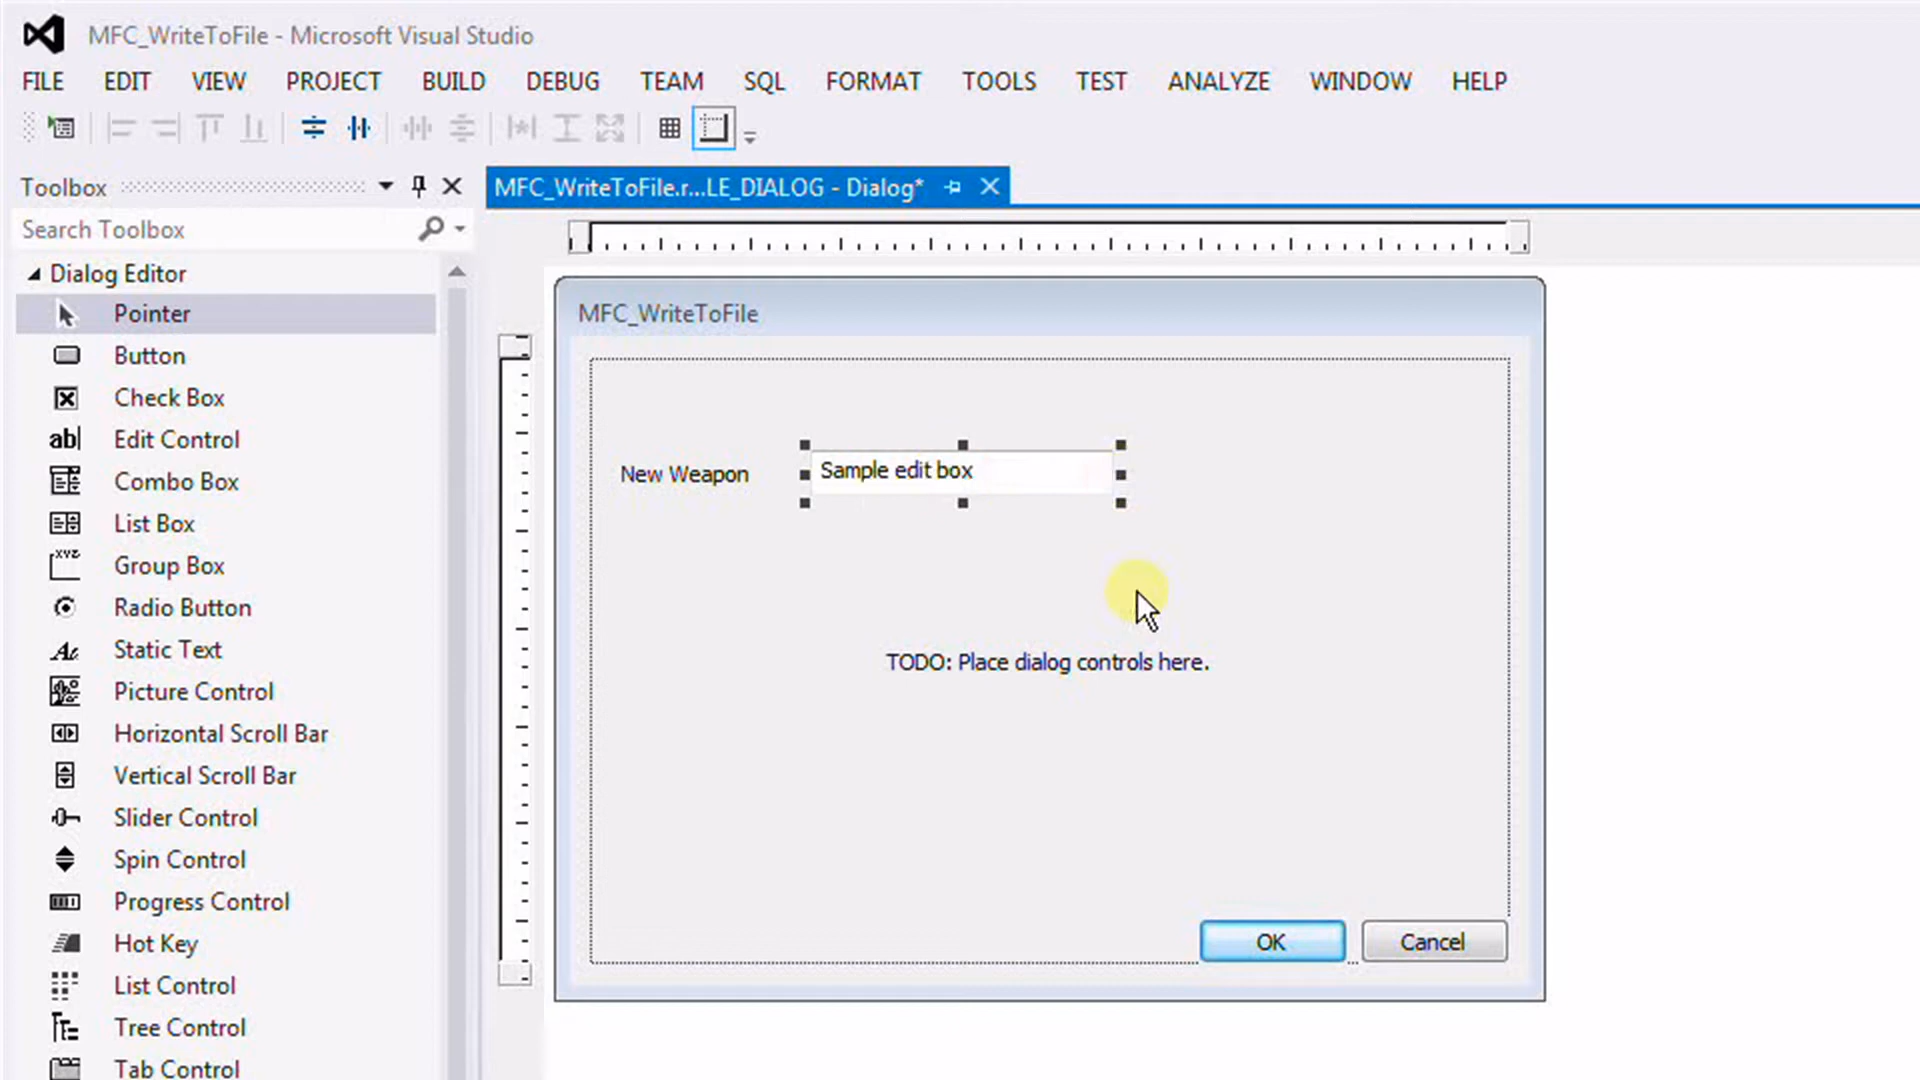 MFC_WriteToFile - Microsoft Visual Studio
FILE EDIT VIEW PROJECT BUILD DEBUG TEAM SQL FORMAT TOOLS TEST ANALYZE WINDOW HELP
Toolbox
MFC_WriteToFile.r...LE_DIALOG - Dialog*
Search Toolbox
Dialog Editor
Pointer
Button
Check Box
ab| Edit Control
Combo Box
List Box
XYZ Group Box
Radio Button
Aa Static Text
Picture Control
Horizontal Scroll Bar
Vertical Scroll Bar
Slider Control
Spin Control
Progress Control
Hot Key
List Control
Tree Control
Tab Control
MFC_WriteToFile
New Weapon
Sample edit box
TODO: Place dialog controls here.
OK Cancel